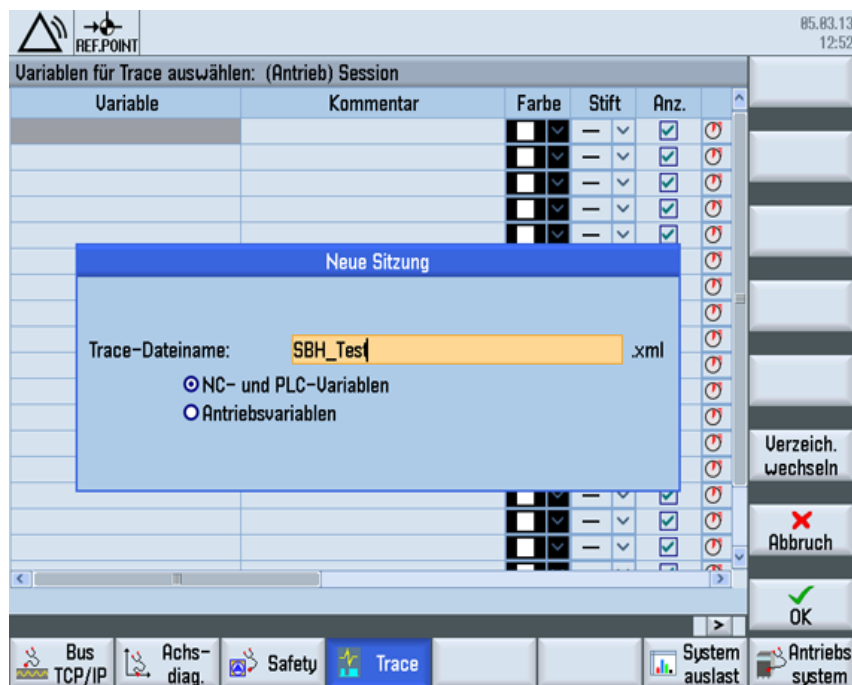 REF.POINT
05.03.13
12:52
Variablen für Trace auswählen: (Antrieb) Session
Variable Kommentar Farbe Stift Anz.
Neue Sitzung
Trace-Dateiname: SBH_Test .xml
NC- und PLC-Variablen
Antriebsvariablen
Verzeich.
wechseln
Abbruch
OK
Bus
TCP/IP
Achs-
diag.
Safety
Trace
System
auslast
Antriebs
system